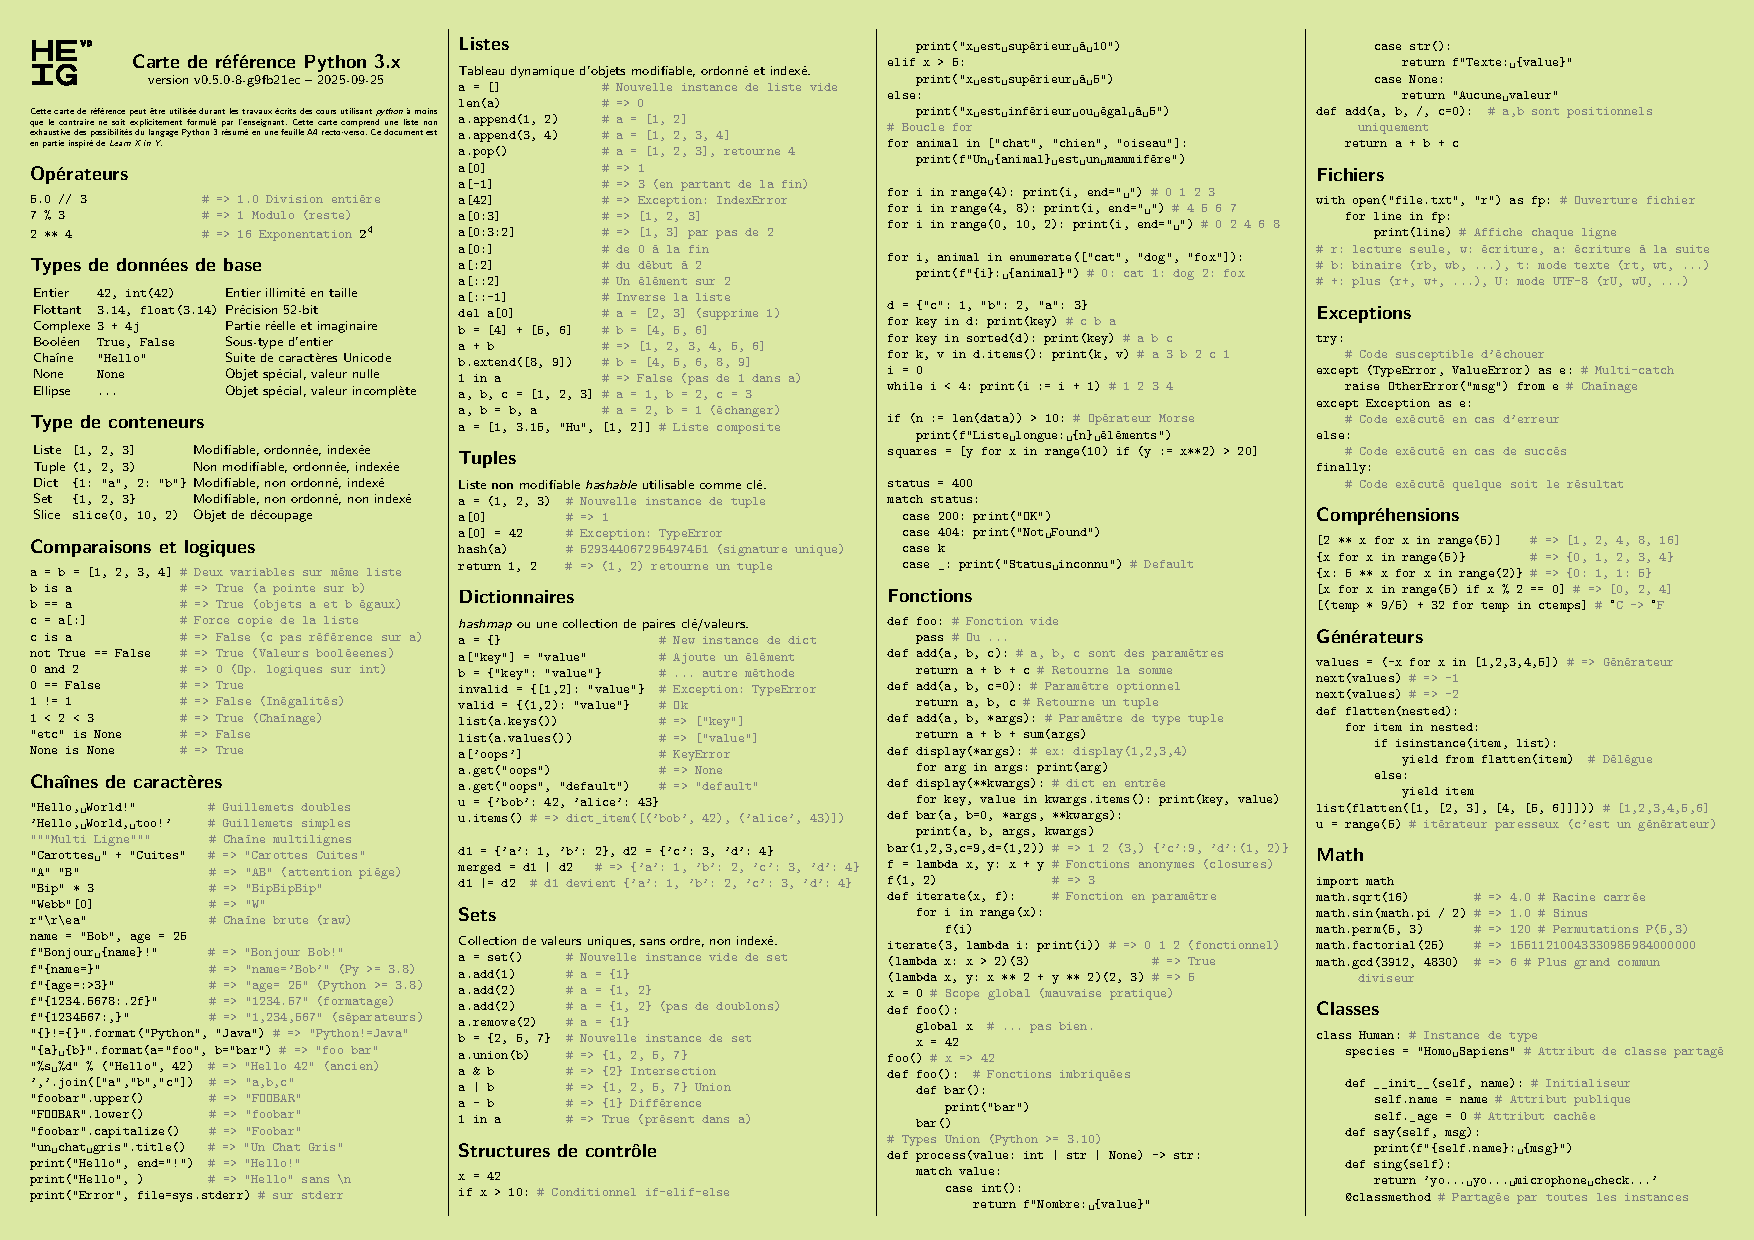 HE
IG
VD
Carte de référence Python 3.x
version v0.5.0-8-g9fb21ec – 2025-09-25
Cette carte de référence peut être utilisée durant les travaux écrits des cours utilisant python à moins
que le contraire ne soit explicitement formulé par l'enseignant. Cette carte comprend une liste non
exhaustive des possibilités du langage Python 3 résumé en une feuille A4 recto-verso. Ce document est
en partie inspiré de Learn X in Y.
Opérateurs
5.0 // 3 # => 1.0 Division entière
7 % 3 # => 1 Modulo (reste)
2 ** 4 # => 16 Exponentation 2⁴
Types de données de base
Entier 42, int(42) Entier illimité en taille
Flottant 3.14, float(3.14) Précision 52-bit
Complexe 3 + 4j Partie réelle et imaginaire
Booléen True, False Sous-type d'entier
Chaîne "Hello" Suite de caractères Unicode
None None Objet spécial, valeur nulle
Ellipse ... Objet spécial, valeur incomplète
Type de conteneurs
Liste [1, 2, 3] Modifiable, ordonnée, indexée
Tuple (1, 2, 3) Non modifiable, ordonnée, indexée
Dict {1: "a", 2: "b"} Modifiable, non ordonné, indexé
Set {1, 2, 3} Modifiable, non ordonné, non indexé
Slice slice(0, 10, 2) Objet de découpage
Comparaisons et logiques
a = b = [1, 2, 3, 4] # Deux variables sur même liste
b is a # => True (a pointe sur b)
b == a # => True (objets a et b égaux)
c = a[:] # Force copie de la liste
c is a # => False (c pas référence sur a)
not True == False # => True (Valeurs booléenes)
0 and 2 # => 0 (□p. logiques sur int)
0 == False # => True
1 != 1 # => False (Inégalités)
1 < 2 < 3 # => True (Chaînage)
"etc" is None # => False
None is None # => True
Chaînes de caractères
"Hello,␣World!" # Guillemets doubles
'Hello,␣World,␣too!' # Guillemets simples
"""Multi Ligne""" # Chaîne multilignes
"Carottes␣" + "Cuites" # => "Carottes Cuites"
"A" "B" # => "AB" (attention piège)
"Bip" * 3 # => "BipBipBip"
"Webb"[0] # => "W"
r"\r\ea" # Chaîne brute (raw)
name = "Bob", age = 25
f"Bonjour␣{name}!" # => "Bonjour Bob!"
f"{name=}" # => "name='Bob'" (Py >= 3.8)
f"{age=:>3}" # => "age= 25" (Python >= 3.8)
f"{1234.5678:.2f}" # => "1234.57" (formatage)
f"{1234567:,}" # => "1,234,567" (séparateurs)
"{}!={}".format("Python", "Java") # => "Python!=Java"
"{a}␣{b}".format(a="foo", b="bar") # => "foo bar"
"%s␣%d" % ("Hello", 42) # => "Hello 42" (ancien)
','.join(["a","b","c"]) # => "a,b,c"
"foobar".upper() # => "F□□BAR"
"F□□BAR".lower() # => "foobar"
"foobar".capitalize() # => "Foobar"
"un␣chat␣gris".title() # => "Un Chat Gris"
print("Hello", end="!") # => "Hello!"
print("Hello", ) # => "Hello" sans \n
print("Error", file=sys.stderr) # sur stderr
Listes
Tableau dynamique d'objets modifiable, ordonné et indexé.
a = [] # Nouvelle instance de liste vide
len(a) # => 0
a.append(1, 2) # a = [1, 2]
a.append(3, 4) # a = [1, 2, 3, 4]
a.pop() # a = [1, 2, 3], retourne 4
a[0] # => 1
a[-1] # => 3 (en partant de la fin)
a[42] # => Exception: IndexError
a[0:3] # => [1, 2, 3]
a[0:3:2] # => [1, 3] par pas de 2
a[0:] # de 0 à la fin
a[:2] # du début à 2
a[::2] # Un élément sur 2
a[::-1] # Inverse la liste
del a[0] # a = [2, 3] (supprime 1)
b = [4] + [5, 6] # b = [4, 5, 6]
a + b # => [1, 2, 3, 4, 5, 6]
b.extend([8, 9]) # b = [4, 5, 6, 8, 9]
1 in a # => False (pas de 1 dans a)
a, b, c = [1, 2, 3] # a = 1, b = 2, c = 3
a, b = b, a # a = 2, b = 1 (échanger)
a = [1, 3.15, "Hu", [1, 2]] # Liste composite
Tuples
Liste non modifiable hashable utilisable comme clé.
a = (1, 2, 3) # Nouvelle instance de tuple
a[0] # => 1
a[0] = 42 # Exception: TypeError
hash(a) # 529344067295497451 (signature unique)
return 1, 2 # => (1, 2) retourne un tuple
Dictionnaires
hashmap ou une collection de paires clé/valeurs.
a = {} # New instance de dict
a["key"] = "value" # Ajoute un élément
b = {"key": "value"} # ... autre méthode
invalid = {[1,2]: "value"} # Exception: TypeError
valid = {(1,2): "value"} # □k
list(a.keys()) # => ["key"]
list(a.values()) # => ["value"]
a['oops'] # KeyError
a.get("oops") # => None
a.get("oops", "default") # => "default"
u = {'bob': 42, 'alice': 43}
u.items() # => dict_item([('bob', 42), ('alice', 43)])
d1 = {'a': 1, 'b': 2}, d2 = {'c': 3, 'd': 4}
merged = d1 | d2 # => {'a': 1, 'b': 2, 'c': 3, 'd': 4}
d1 |= d2 # d1 devient {'a': 1, 'b': 2, 'c': 3, 'd': 4}
Sets
Collection de valeurs uniques, sans ordre, non indexé.
a = set() # Nouvelle instance vide de set
a.add(1) # a = {1}
a.add(2) # a = {1, 2}
a.add(2) # a = {1, 2} (pas de doublons)
a.remove(2) # a = {1}
b = {2, 5, 7} # Nouvelle instance de set
a.union(b) # => {1, 2, 5, 7}
a & b # => {2} Intersection
a | b # => {1, 2, 5, 7} Union
a - b # => {1} Différence
1 in a # => True (présent dans a)
Structures de contrôle
x = 42
if x > 10: # Conditionnel if-elif-else
print("x␣est␣supérieur␣à␣10")
elif x > 5:
print("x␣est␣supérieur␣à␣5")
else:
print("x␣est␣inférieur␣ou␣égal␣à␣5")
# Boucle for
for animal in ["chat", "chien", "oiseau"]:
print(f"Un␣{animal}␣est␣un␣mammifère")
for i in range(4): print(i, end="␣") # 0 1 2 3
for i in range(4, 8): print(i, end="␣") # 4 5 6 7
for i in range(0, 10, 2): print(i, end="␣") # 0 2 4 6 8
for i, animal in enumerate(["cat", "dog", "fox"]):
print(f"{i}:␣{animal}") # 0: cat 1: dog 2: fox
d = {"c": 1, "b": 2, "a": 3}
for key in d: print(key) # c b a
for key in sorted(d): print(key) # a b c
for k, v in d.items(): print(k, v) # a 3 b 2 c 1
i = 0
while i < 4: print(i := i + 1) # 1 2 3 4
if (n := len(data)) > 10: # □pérateur Morse
print(f"Liste␣longue:␣{n}␣éléments")
squares = [y for x in range(10) if (y := x**2) > 20]
status = 400
match status:
case 200: print("□K")
case 404: print("Not␣Found")
case k
case _: print("Status␣inconnu") # Default
Fonctions
def foo: # Fonction vide
pass # □u ...
def add(a, b, c): # a, b, c sont des paramètres
return a + b + c # Retourne la somme
def add(a, b, c=0): # Paramètre optionnel
return a, b, c # Retourne un tuple
def add(a, b, *args): # Paramètre de type tuple
return a + b + sum(args)
def display(*args): # ex: display(1,2,3,4)
for arg in args: print(arg)
def display(**kwargs): # dict en entrée
for key, value in kwargs.items(): print(key, value)
def bar(a, b=0, *args, **kwargs):
print(a, b, args, kwargs)
bar(1,2,3,c=9,d=(1,2)) # => 1 2 (3,) {'c':9, 'd':(1, 2)}
f = lambda x, y: x + y # Fonctions anonymes (closures)
f(1, 2) # => 3
def iterate(x, f): # Fonction en paramètre
for i in range(x):
f(i)
iterate(3, lambda i: print(i)) # => 0 1 2 (fonctionnel)
(lambda x: x > 2)(3) # => True
(lambda x, y: x ** 2 + y ** 2)(2, 3) # => 5
x = 0 # Scope global (mauvaise pratique)
def foo():
global x # ... pas bien.
x = 42
foo() # x => 42
def foo(): # Fonctions imbriquées
def bar():
print("bar")
bar()
# Types Union (Python >= 3.10)
def process(value: int | str | None) -> str:
match value:
case int():
return f"Nombre:␣{value}"
case str():
return f"Texte:␣{value}"
case None:
return "Aucune␣valeur"
def add(a, b, /, c=0): # a,b sont positionnels
uniquement
return a + b + c
Fichiers
with open("file.txt", "r") as fp: # □uverture fichier
for line in fp:
print(line) # Affiche chaque ligne
# r: lecture seule, w: écriture, a: écriture à la suite
# b: binaire (rb, wb, ...), t: mode texte (rt, wt, ...)
# +: plus (r+, w+, ...), U: mode UTF-8 (rU, wU, ...)
Exceptions
try:
# Code susceptible d'échouer
except (TypeError, ValueError) as e: # Multi-catch
raise □therError("msg") from e # Chaînage
except Exception as e:
# Code exécuté en cas d'erreur
else:
# Code exécuté en cas de succès
finally:
# Code exécuté quelque soit le résultat
Compréhensions
[2 ** x for x in range(5)] # => [1, 2, 4, 8, 16]
{x for x in range(5)} # => {0, 1, 2, 3, 4}
{x: 5 ** x for x in range(2)} # => {0: 1, 1: 5}
[x for x in range(5) if x % 2 == 0] # => [0, 2, 4]
[(temp * 9/5) + 32 for temp in ctemps] # °C -> °F
Générateurs
values = (-x for x in [1,2,3,4,5]) # => Générateur
next(values) # => -1
next(values) # => -2
def flatten(nested):
for item in nested:
if isinstance(item, list):
yield from flatten(item) # Délègue
else:
yield item
list(flatten([1, [2, 3], [4, [5, 6]]])) # [1,2,3,4,5,6]
u = range(5) # itérateur paresseux (c'est un générateur)
Math
import math
math.sqrt(16) # => 4.0 # Racine carrée
math.sin(math.pi / 2) # => 1.0 # Sinus
math.perm(5, 3) # => 120 # Permutations P(5,3)
math.factorial(25) # => 15511210043330985984000000
math.gcd(3912, 4830) # => 6 # Plus grand commun
diviseur
Classes
class Human: # Instance de type
species = "Homo␣Sapiens" # Attribut de classe partagé
def __init__(self, name): # Initialiseur
self.name = name # Attribut publique
self._age = 0 # Attribut cachée
def say(self, msg):
print(f"{self.name}:␣{msg}")
def sing(self):
return 'yo...␣yo...␣microphone␣check...'
@classmethod # Partagée par toutes les instances